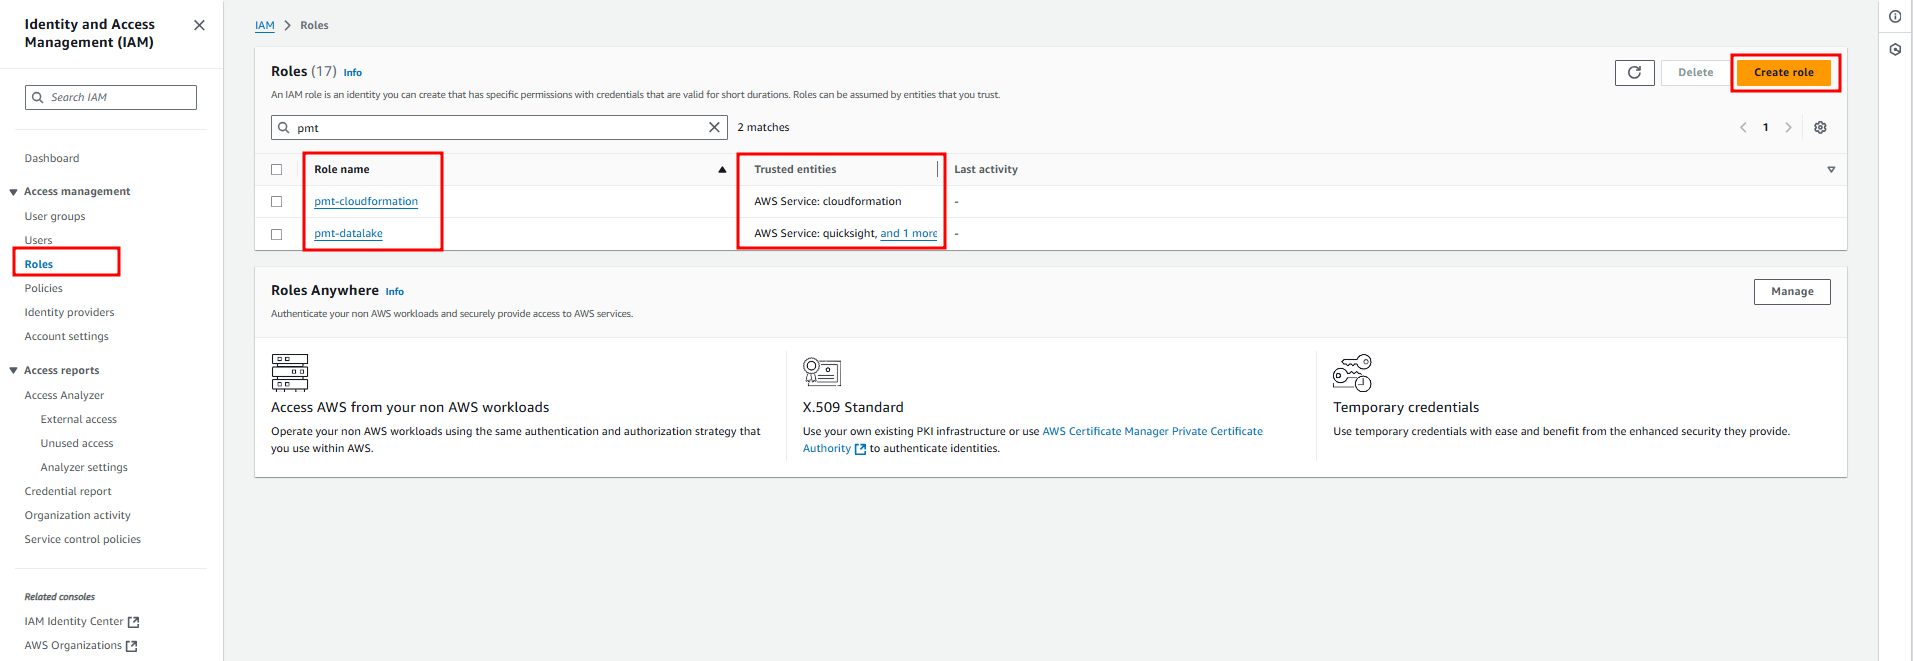 Identity and Access
Management (IAM)
Search IAM
Dashboard
Access management
User groups
Users
Roles
Policies
Identity providers
Account settings
Access reports
Access Analyzer
External access
Unused access
Analyzer settings
Credential report
Organization activity
Service control policies
Related consoles
IAM Identity Center
AWS Organizations
IAM > Roles
Roles (17) Info
An IAM role is an identity you can create that has specific permissions with credentials that are valid for short durations. Roles can be assumed by entities that you trust.
Delete
Create role
pmt
2 matches
1
Role name Trusted entities Last activity
pmt-cloudformation AWS Service: cloudformation -
pmt-datalake AWS Service: quicksight, and 1 more -
Roles Anywhere Info
Authenticate your non AWS workloads and securely provide access to AWS services.
Manage
Access AWS from your non AWS workloads
Operate your non AWS workloads using the same authentication and authorization strategy that
you use within AWS.
X.509 Standard
Use your own existing PKI infrastructure or use AWS Certificate Manager Private Certificate
Authority to authenticate identities.
Temporary credentials
Use temporary credentials with ease and benefit from the enhanced security they provide.